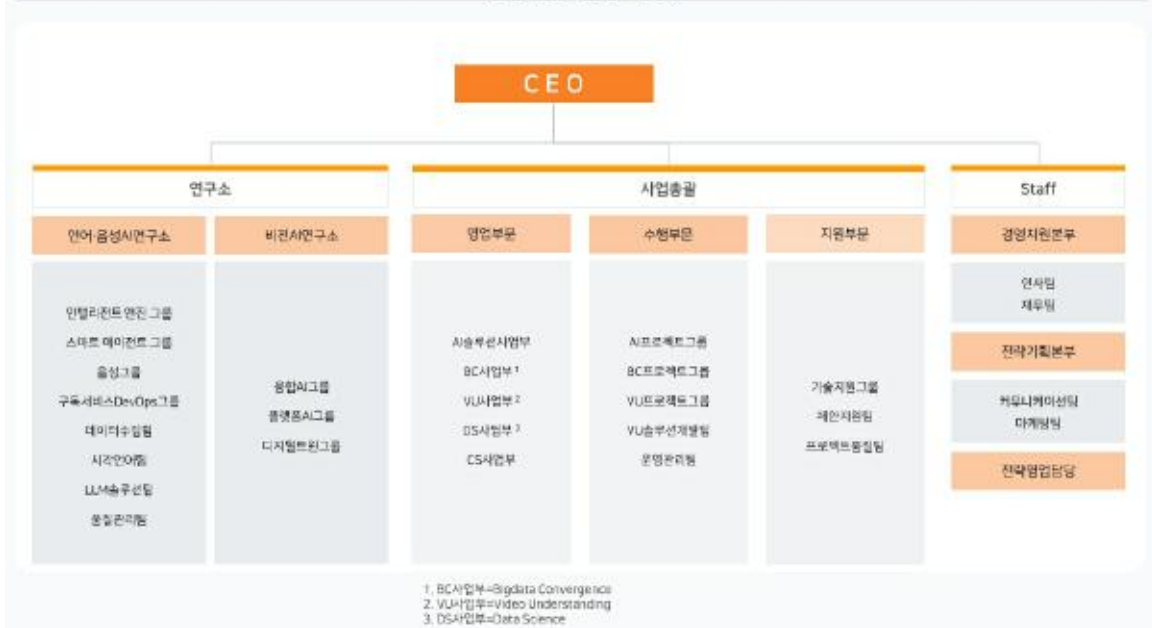 CEO
연구소
사업총괄
Staff
언어·음성AI연구소
비전AI연구소
영업부문
수행부문
지원부문
경영지원본부
인텔리전트 엔진 그룹
스마트 에이전트 그룹
음성그룹
구독서비스DevOps그룹
데이터수집팀
시각언어팀
LLM솔루션팀
품질관리팀
융합AI그룹
플랫폼AI그룹
디지털트윈그룹
AI솔루션사업부
BC사업부¹
VU사업부²
DS사업부³
CS사업부
AI프로젝트그룹
BC프로젝트그룹
VU프로젝트그룹
VU솔루션개발팀
운영관리팀
기술지원그룹
제안지원팀
프로젝트품질팀
인사팀
재무팀
전략기획본부
커뮤니케이션팀
마케팅팀
전략영업담당
1. BC사업부=Bigdata Convergence
2. VU사업부=Video Understanding
3. DS사업부=Data Science